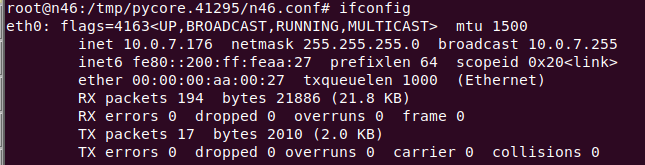 root@n46:/tmp/pycore.41295/n46.conf# ifconfig
eth0: flags=4163<UP,BROADCAST,RUNNING,MULTICAST>  mtu 1500
        inet 10.0.7.176  netmask 255.255.255.0  broadcast 10.0.7.255
        inet6 fe80::200:ff:feaa:27  prefixlen 64  scopeid 0x20<link>
        ether 00:00:00:aa:00:27  txqueuelen 1000  (Ethernet)
        RX packets 194  bytes 21886 (21.8 KB)
        RX errors 0  dropped 0  overruns 0  frame 0
        TX packets 17  bytes 2010 (2.0 KB)
        TX errors 0  dropped 0 overruns 0  carrier 0  collisions 0